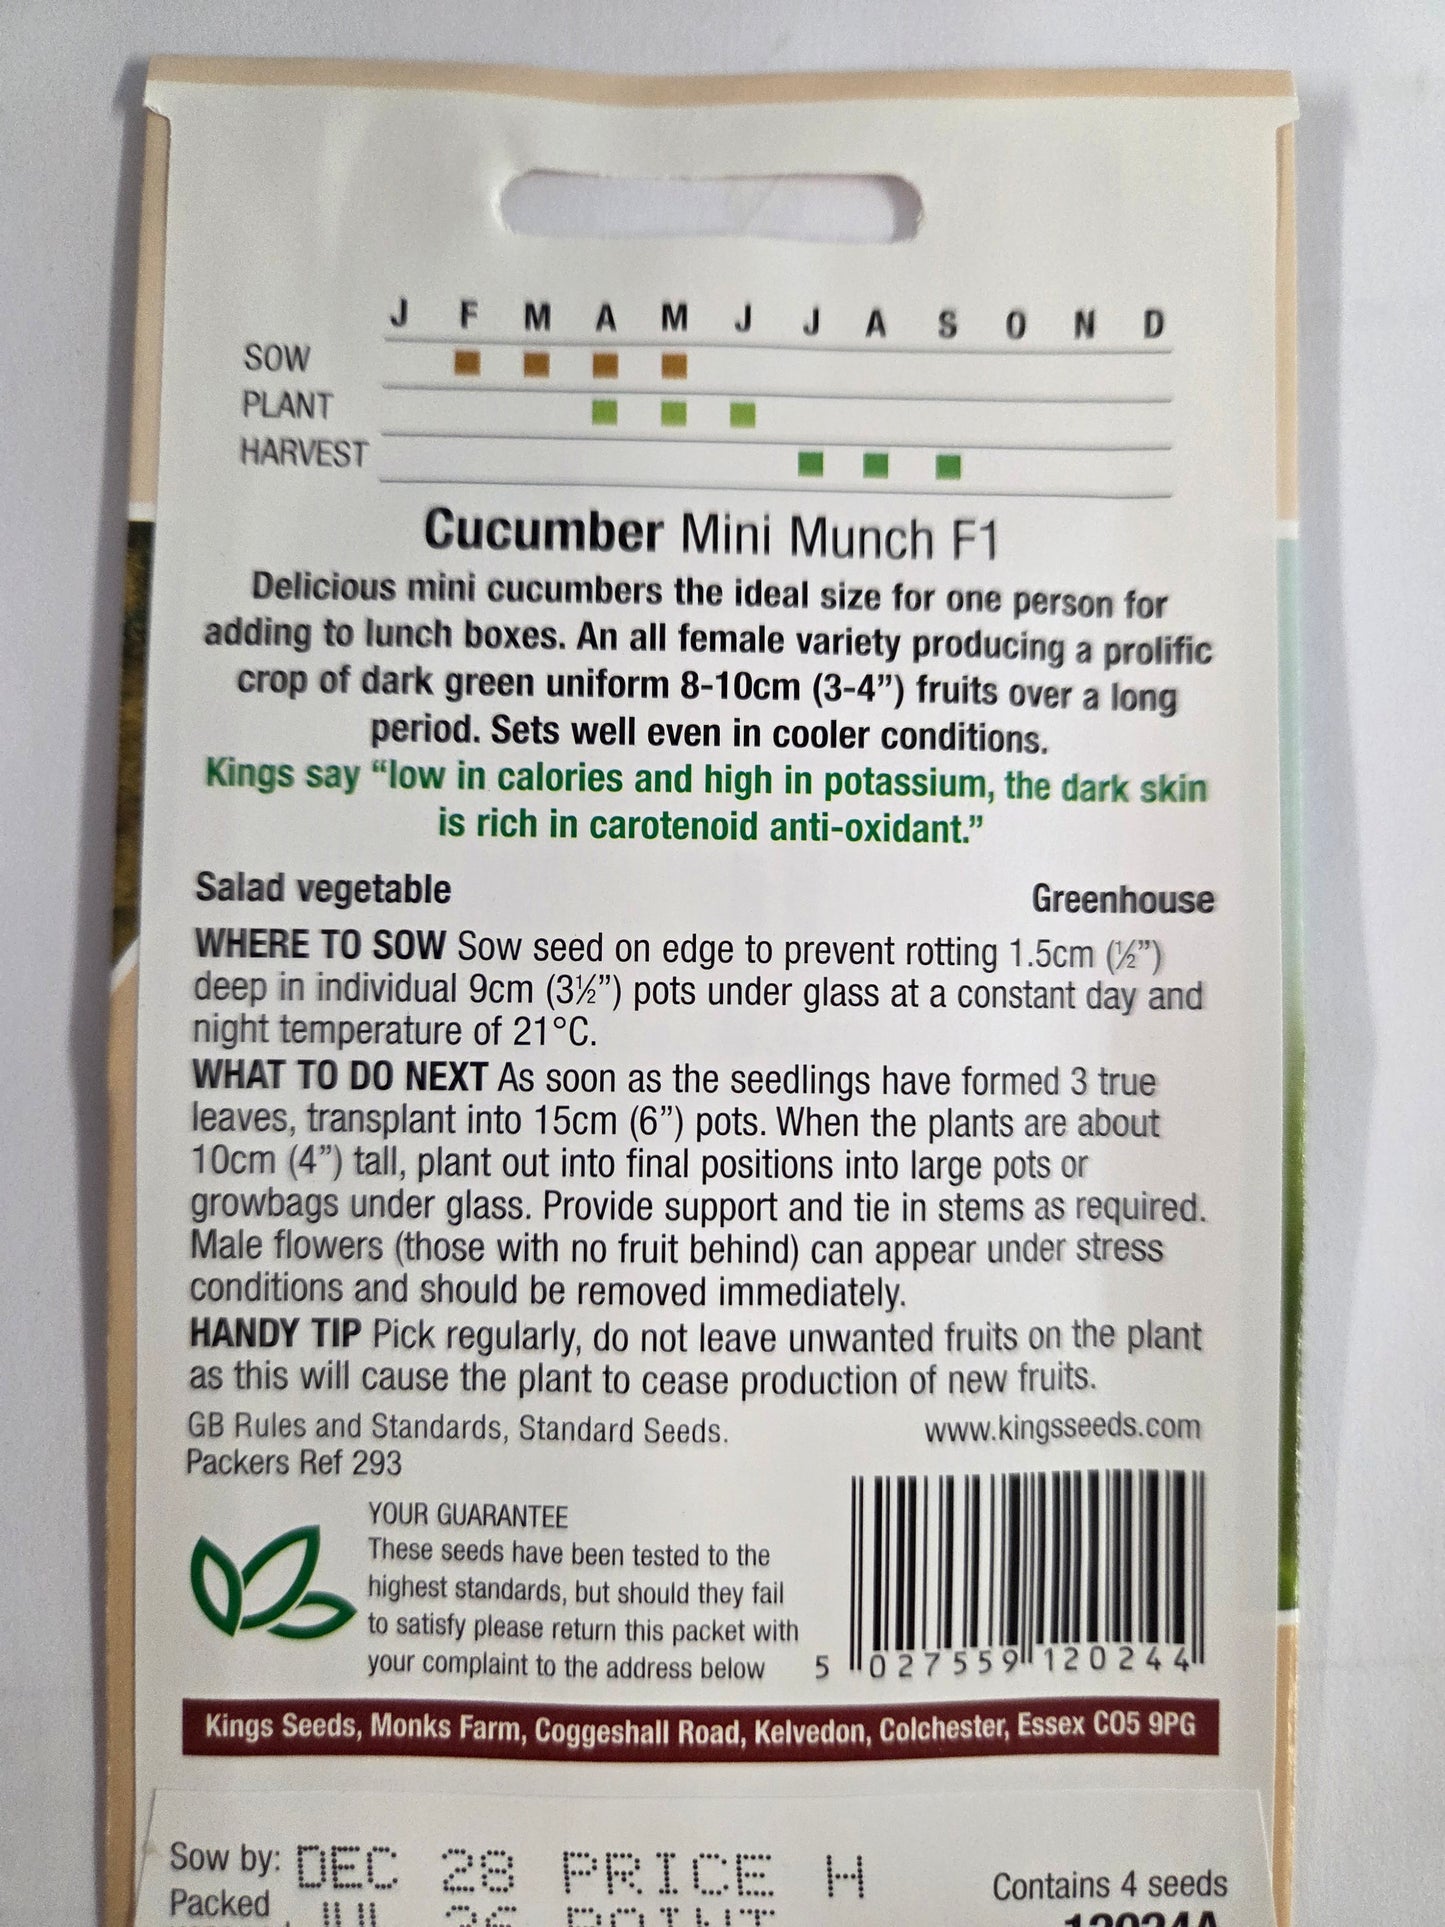 J F M A M J J A S O N D
SOW
PLANT
HARVEST
Cucumber Mini Munch F1
Delicious mini cucumbers the ideal size for one person for
adding to lunch boxes. An all female variety producing a prolific
crop of dark green uniform 8-10cm (3-4”) fruits over a long
period. Sets well even in cooler conditions.
Kings say “low in calories and high in potassium, the dark skin
is rich in carotenoid anti-oxidant.”
Salad vegetable Greenhouse
WHERE TO SOW Sow seed on edge to prevent rotting 1.5cm (½”)
deep in individual 9cm (3½”) pots under glass at a constant day and
night temperature of 21°C.
WHAT TO DO NEXT As soon as the seedlings have formed 3 true
leaves, transplant into 15cm (6”) pots. When the plants are about
10cm (4”) tall, plant out into final positions into large pots or
growbags under glass. Provide support and tie in stems as required.
Male flowers (those with no fruit behind) can appear under stress
conditions and should be removed immediately.
HANDY TIP Pick regularly, do not leave unwanted fruits on the plant
as this will cause the plant to cease production of new fruits.
GB Rules and Standards, Standard Seeds. www.kingsseeds.com
Packers Ref 293
YOUR GUARANTEE
These seeds have been tested to the
highest standards, but should they fail
to satisfy please return this packet with
your complaint to the address below
5 027559 120244
Kings Seeds, Monks Farm, Coggeshall Road, Kelvedon, Colchester, Essex CO5 9PG
Sow by: DEC 28 PRICE H Contains 4 seeds
Packed